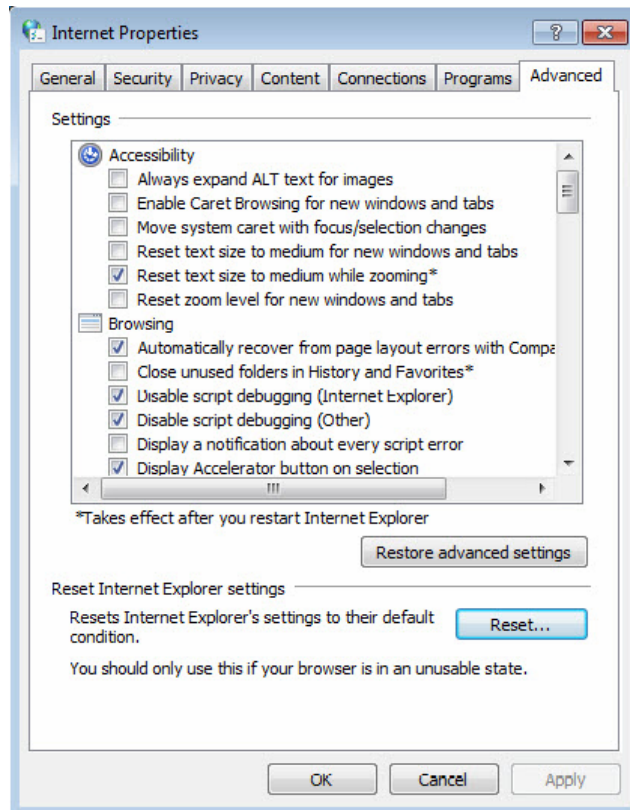 Internet Properties
General Security Privacy Content Connections Programs Advanced
Settings
Accessibility
Always expand ALT text for images
Enable Caret Browsing for new windows and tabs
Move system caret with focus/selection changes
Reset text size to medium for new windows and tabs
Reset text size to medium while zooming*
Reset zoom level for new windows and tabs
Browsing
Automatically recover from page layout errors with Compa
Close unused folders in History and Favorites*
Disable script debugging (Internet Explorer)
Disable script debugging (Other)
Display a notification about every script error
Display Accelerator button on selection
*Takes effect after you restart Internet Explorer
Restore advanced settings
Reset Internet Explorer settings
Resets Internet Explorer's settings to their default
condition.
Reset...
You should only use this if your browser is in an unusable state.
OK Cancel Apply